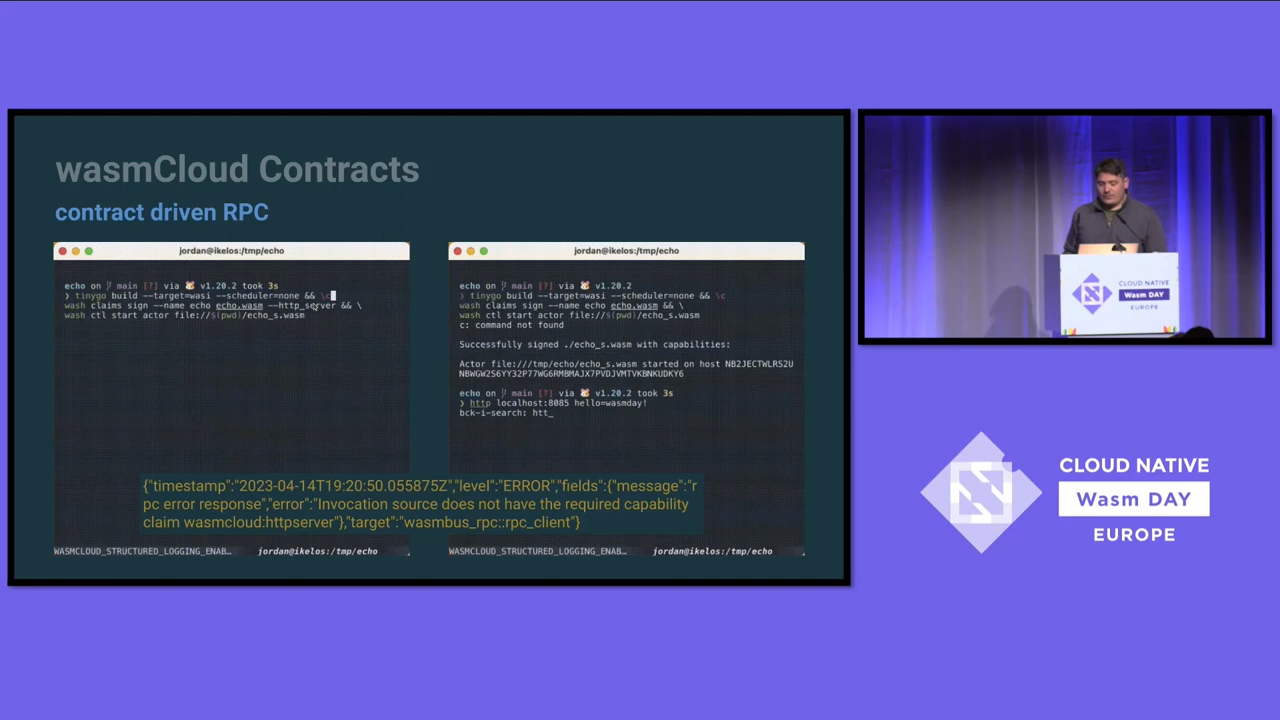 wasmCloud Contracts
contract driven RPC
jordan@ikelos:/tmp/echo
echo on main [?] via v1.20.2 took 3s
❯ tinygo build --target=wasi --scheduler=none && \c
wash claims sign --name echo echo.wasm --http_server && \
wash ctl start actor file://$(pwd)/echo_s.wasm
WASMCLOUD_STRUCTURED_LOGGING_ENAB… jordan@ikelos:/tmp/echo
jordan@ikelos:/tmp/echo
echo on main [?] via v1.20.2
❯ tinygo build --target=wasi --scheduler=none && \c
wash claims sign --name echo echo.wasm && \
wash ctl start actor file://$(pwd)/echo_s.wasm
c: command not found
Successfully signed ./echo_s.wasm with capabilities:
Actor file:///tmp/echo/echo_s.wasm started on host NB2JECTWLRS2U
NBWGW2S6YY32P77WG6RMBMAJX7PVDJVMTVKBNKUDKY6
echo on main [?] via v1.20.2 took 3s
❯ http localhost:8085 hello=wasmday!
bck-i-search: htt_
WASMCLOUD_STRUCTURED_LOGGING_ENAB… jordan@ikelos:/tmp/echo
{"timestamp":"2023-04-14T19:20:50.055875Z","level":"ERROR","fields":{"message":"r
pc error response","error":"Invocation source does not have the required capability
claim wasmcloud:httpserver"},"target":"wasmbus_rpc::rpc_client"}
CLOUD NATIVE
Wasm DAY
EUROPE
CLOUD NATIVE
Wasm DAY
EUROPE